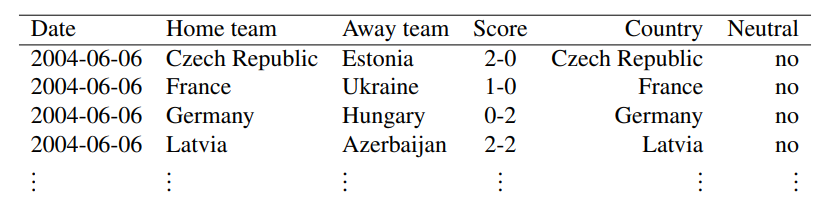 Date Home team Away team Score Country Neutral
2004-06-06 Czech Republic Estonia 2-0 Czech Republic no
2004-06-06 France Ukraine 1-0 France no
2004-06-06 Germany Hungary 0-2 Germany no
2004-06-06 Latvia Azerbaijan 2-2 Latvia no
⋮ ⋮ ⋮ ⋮ ⋮ ⋮